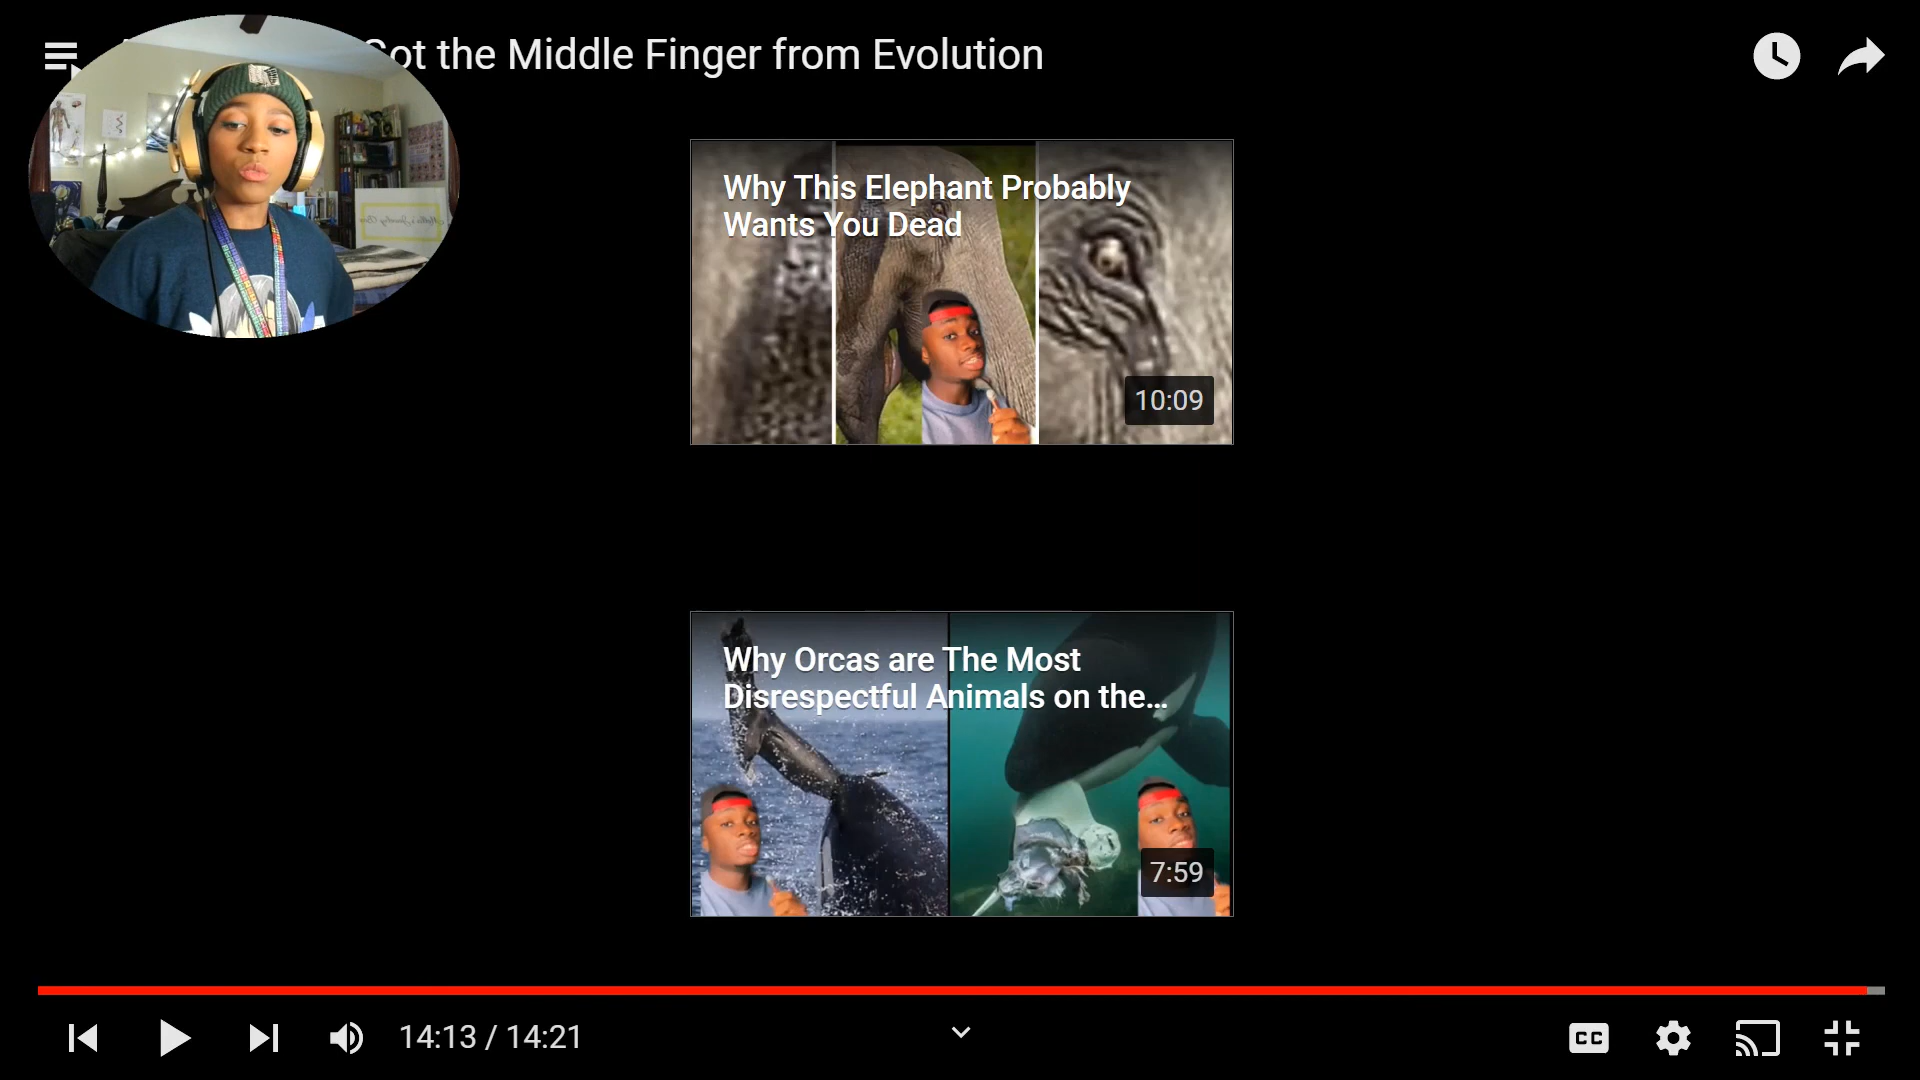 Got the Middle Finger from Evolution
Why This Elephant Probably
Wants You Dead
10:09
Why Orcas are The Most
Disrespectful Animals on the…
7:59
14:13 / 14:21
CC